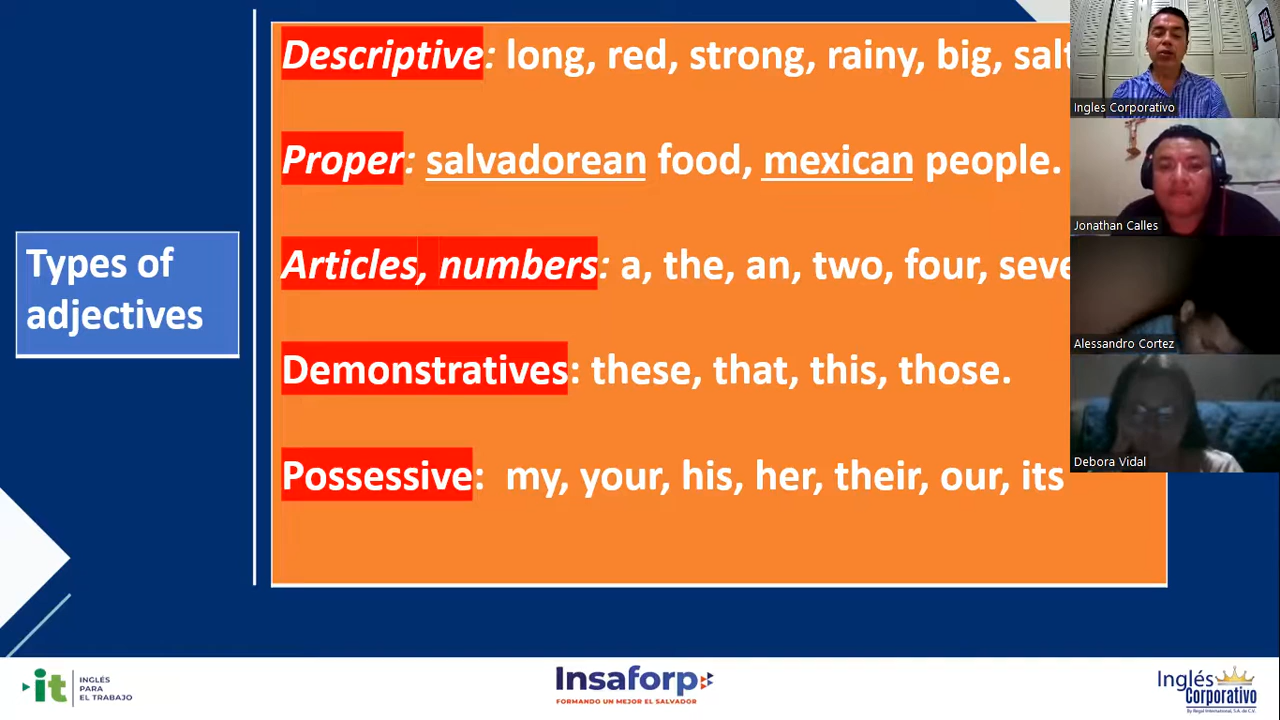 Descriptive: long, red, strong, rainy, big,
Proper: salvadorean food, mexican people.
Articles, numbers: a, the, an, two, four,
Demonstratives: these, that, this, those.
Possessive: my, your, his, her, their, our, its
Types of
adjectives
Ingles Corporativo
Jonathan Calles
Alessandro Cortez
Debora Vidal
it
INGLÉS
PARA
EL TRABAJO
Insaforp
FORMANDO UN MEJOR EL SALVADOR
Inglés
Corporativo
By Regal International, S.A. de C.V.